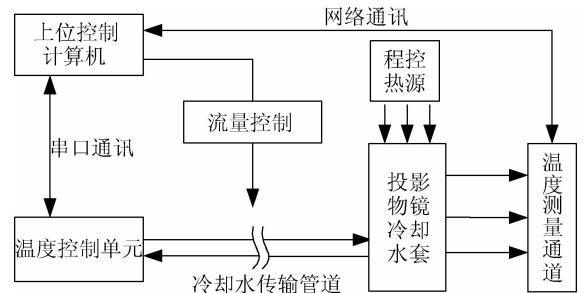 网络通讯
上位控制
计算机
程控
热源
流量控制
串口通讯
投影
物镜
冷却
水套
温度测量通道
温度控制单元
冷却水传输管道